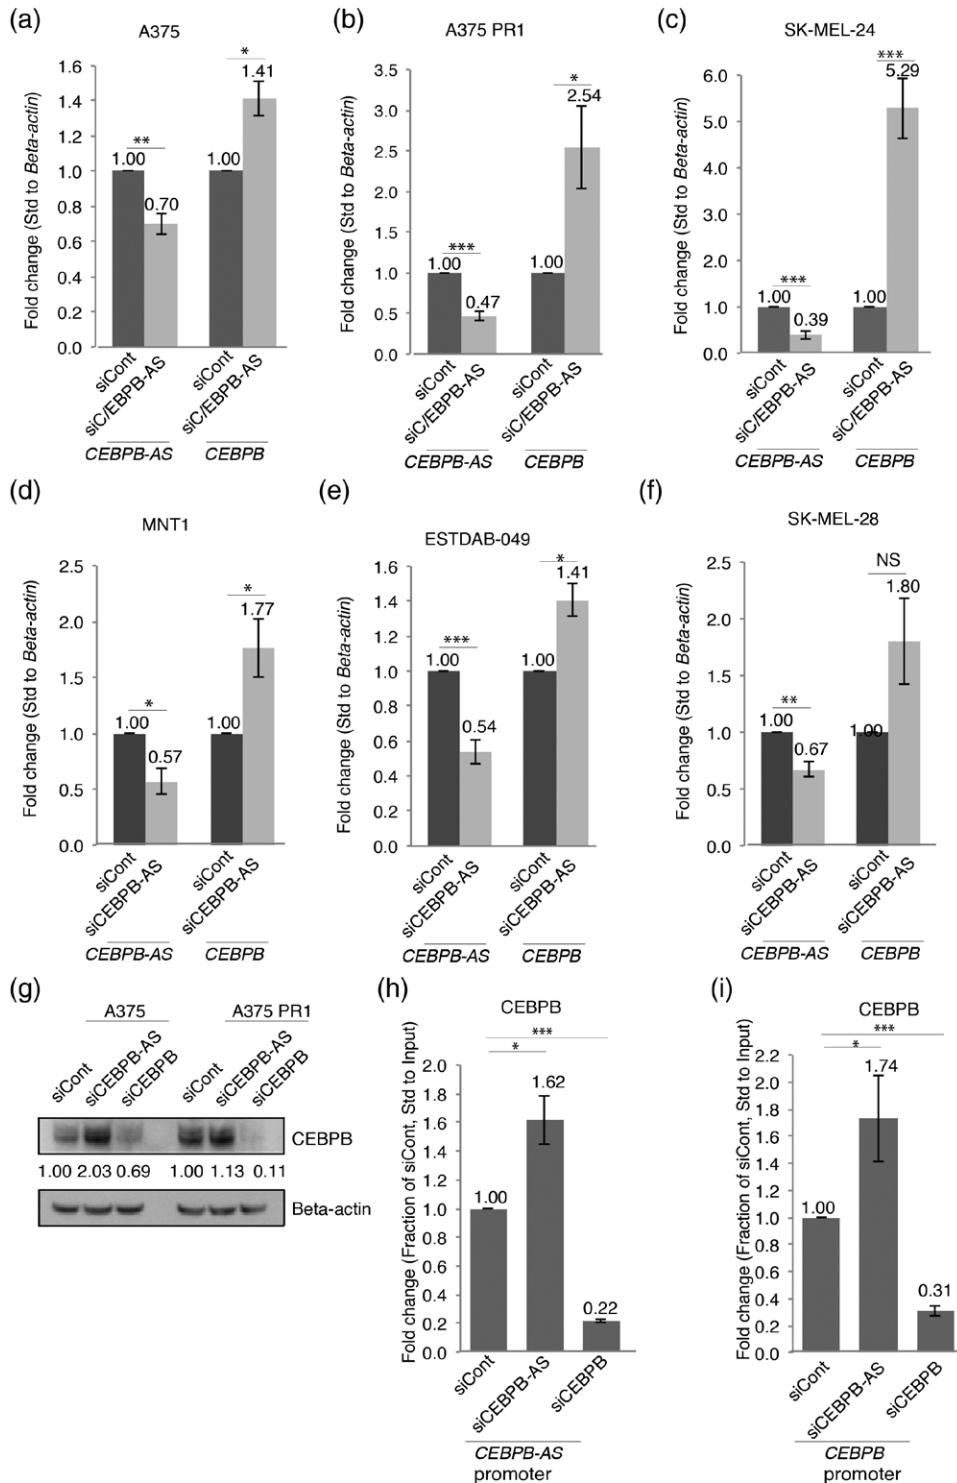 (a)
A375
Fold change (Std to Beta-actin)
1.6
1.4
1.2
1.0
0.8
0.6
0.4
0.2
0.0
**
1.00
0.70
*
1.00
1.41
siCont
siC/EBPB-AS
siCont
siC/EBPB-AS
CEBPB-AS
CEBPB
(b)
A375 PR1
Fold change (Std to Beta-actin)
3.5
3.0
2.5
2.0
1.5
1.0
0.5
0.0
***
1.00
0.47
*
1.00
2.54
siCont
siC/EBPB-AS
siCont
siC/EBPB-AS
CEBPB-AS
CEBPB
(c)
SK-MEL-24
Fold change (Std to Beta-actin)
6.0
5.0
4.0
3.0
2.0
1.0
0.0
***
1.00
0.39
***
1.00
5.29
siCont
siC/EBPB-AS
siCont
siC/EBPB-AS
CEBPB-AS
CEBPB
(d)
MNT1
Fold change (Std to Beta-actin)
2.5
2.0
1.5
1.0
0.5
0.0
*
1.00
0.57
*
1.00
1.77
siCont
siCEBPB-AS
siCont
siCEBPB-AS
CEBPB-AS
CEBPB
(e)
ESTDAB-049
Fold change (Std to Beta-actin)
1.6
1.4
1.2
1.0
0.8
0.6
0.4
0.2
0.0
***
1.00
0.54
*
1.00
1.41
siCont
siCEBPB-AS
siCont
siCEBPB-AS
CEBPB-AS
CEBPB
(f)
SK-MEL-28
Fold change (Std to Beta-actin)
2.5
2.0
1.5
1.0
0.5
0.0
**
1.00
0.67
NS
1.00
1.80
siCont
siCEBPB-AS
siCont
siCEBPB-AS
CEBPB-AS
CEBPB
(g)
A375
A375 PR1
siCont
siCEBPB-AS
siCEBPB
siCont
siCEBPB-AS
siCEBPB
CEBPB
1.00 2.03 0.69 1.00 1.13 0.11
Beta-actin
(h)
CEBPB
Fold change (Fraction of siCont, Std to Input)
2.0
1.8
1.6
1.4
1.2
1.0
0.8
0.6
0.4
0.2
0.0
***
*
1.00
1.62
0.22
siCont
siCEBPB-AS
siCEBPB
CEBPB-AS
promoter
(i)
CEBPB
Fold change (Fraction of siCont, Std to Input)
2.2
2.0
1.8
1.6
1.4
1.2
1.0
0.8
0.6
0.4
0.2
0.0
***
*
1.00
1.74
0.31
siCont
siCEBPB-AS
siCEBPB
CEBPB
promoter